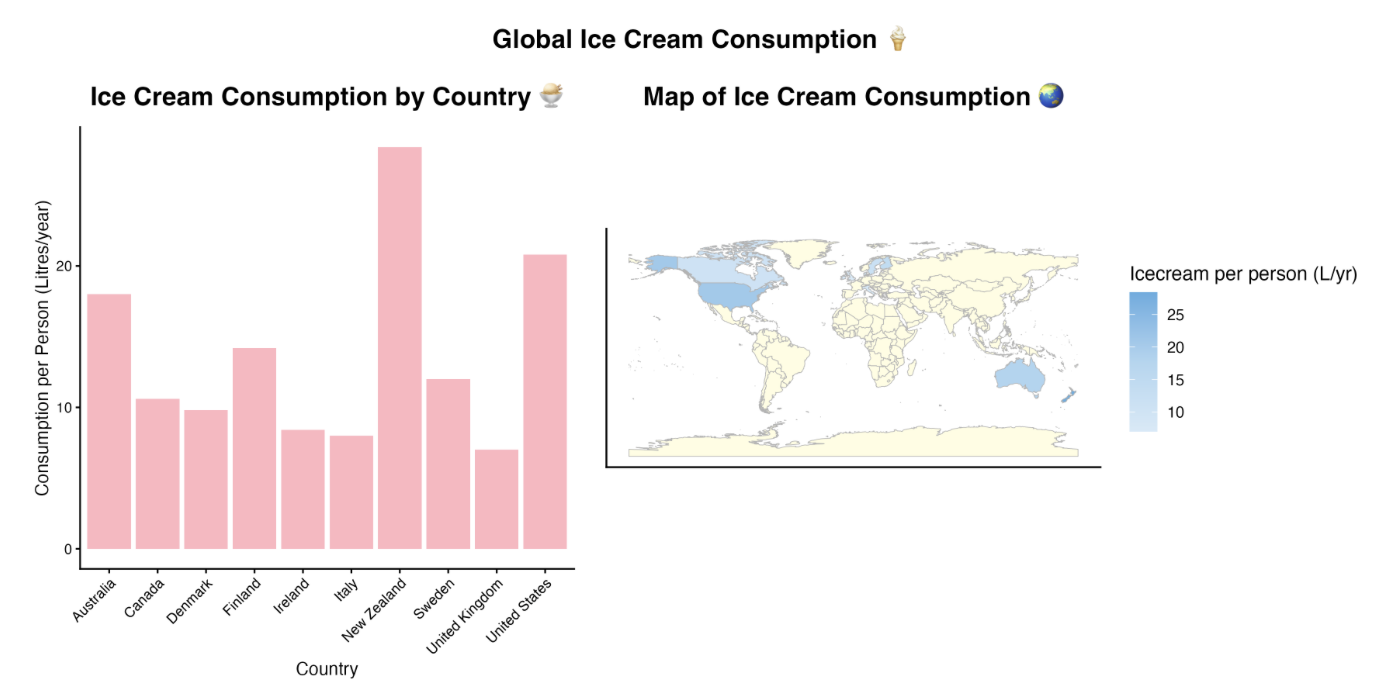 Global Ice Cream Consumption 🍦
Ice Cream Consumption by Country 🍨
Consumption per Person (Litres/year)
20
10
0
Australia
Canada
Denmark
Finland
Ireland
Italy
New Zealand
Sweden
United Kingdom
United States
Country
Map of Ice Cream Consumption 🌏
Icecream per person (L/yr)
25
20
15
10